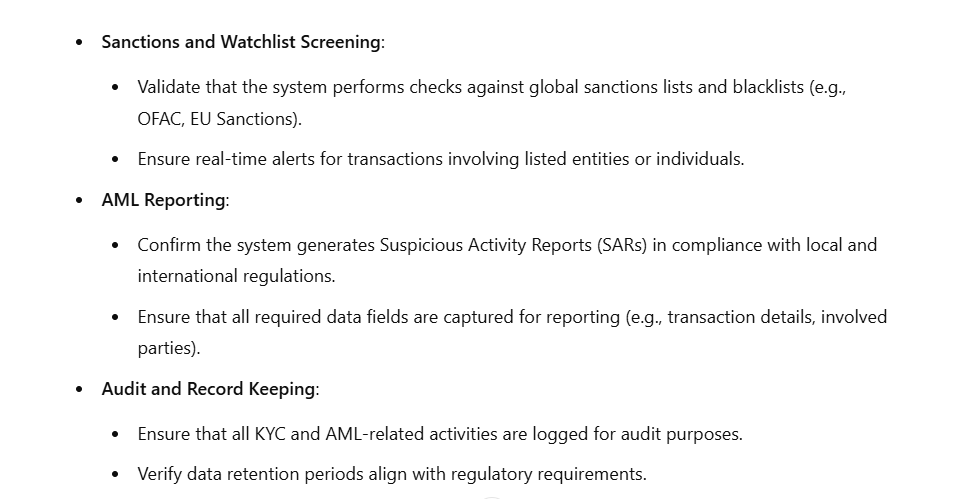 Sanctions and Watchlist Screening:
Validate that the system performs checks against global sanctions lists and blacklists (e.g.,
OFAC, EU Sanctions).
Ensure real-time alerts for transactions involving listed entities or individuals.
AML Reporting:
Confirm the system generates Suspicious Activity Reports (SARs) in compliance with local and
international regulations.
Ensure that all required data fields are captured for reporting (e.g., transaction details, involved
parties).
Audit and Record Keeping:
Ensure that all KYC and AML-related activities are logged for audit purposes.
Verify data retention periods align with regulatory requirements.